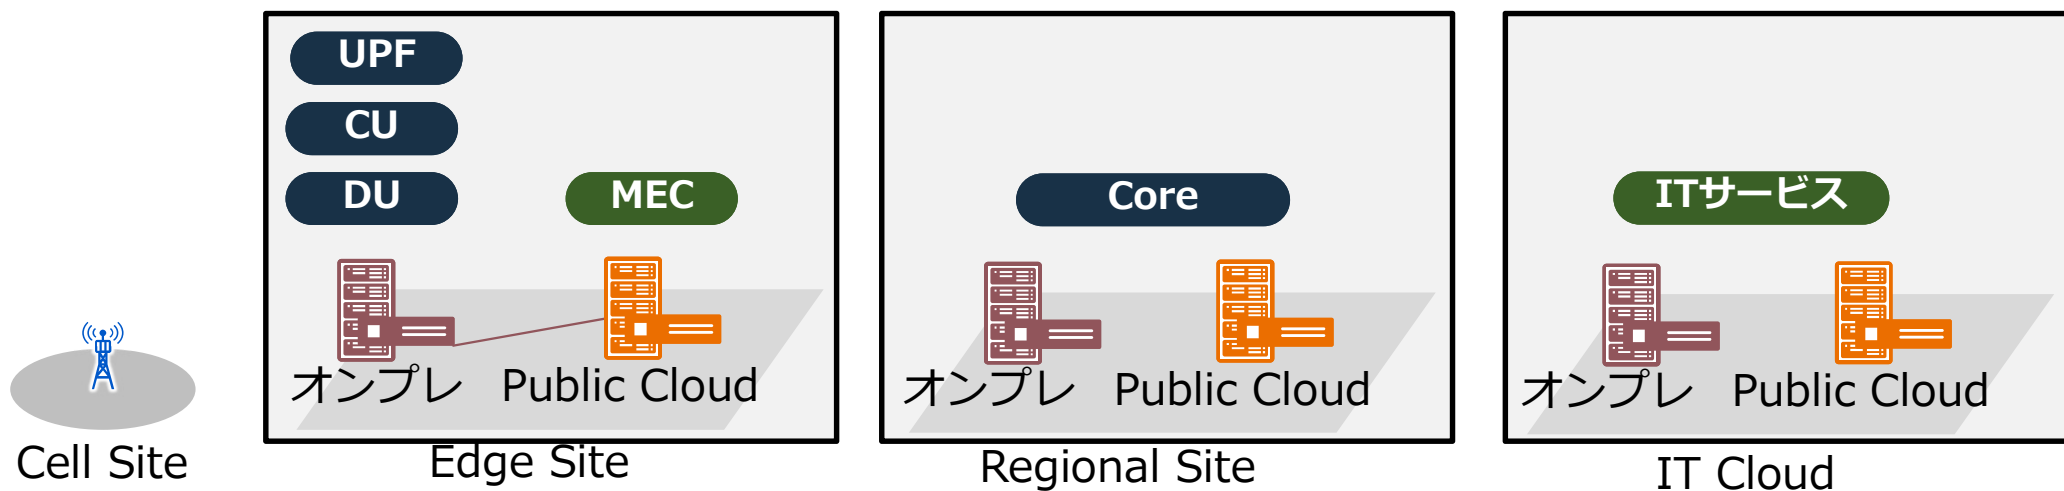 UPF
CU
DU
MEC
オンプレ Public Cloud
Core
オンプレ Public Cloud
ITサービス
オンプレ Public Cloud
Cell Site
Edge Site
Regional Site
IT Cloud